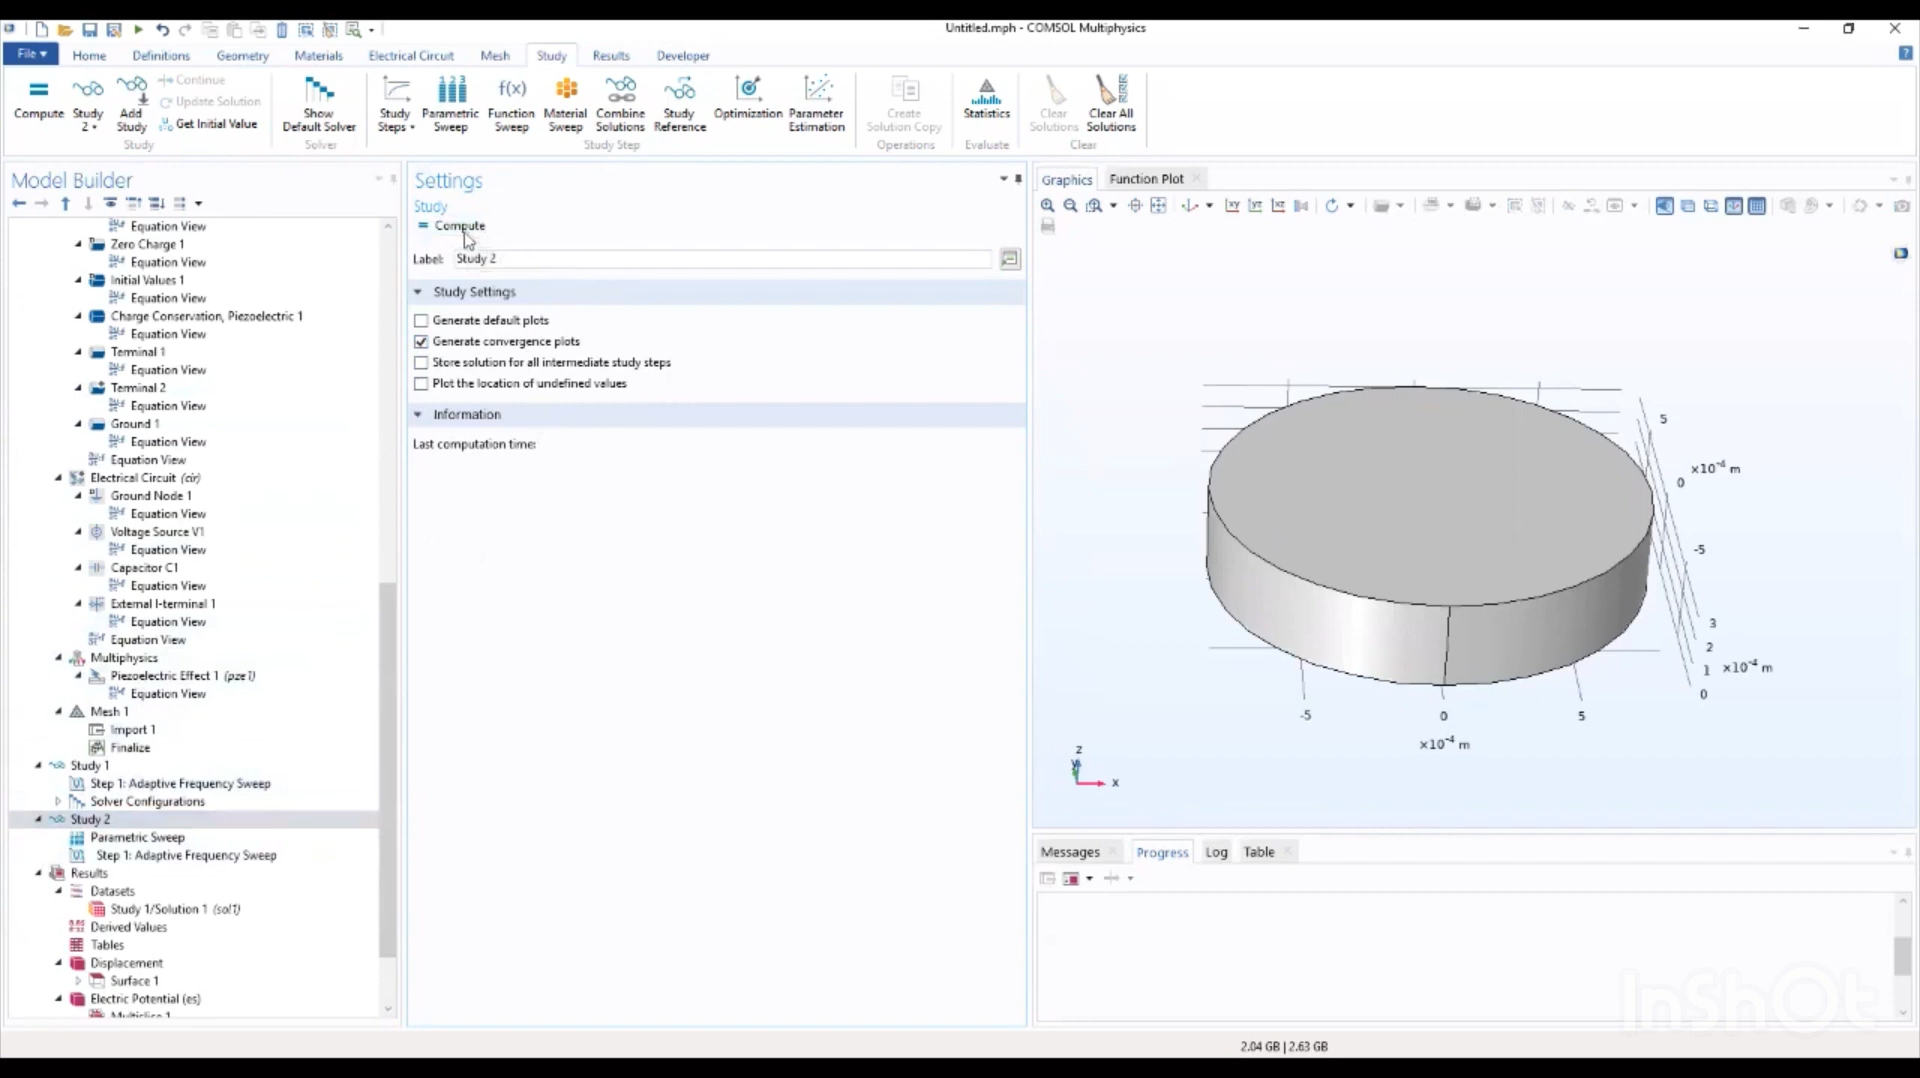 Untitled.mph - COMSOL Multiphysics
File
Home
Definitions
Geometry
Materials
Electrical Circuit
Mesh
Study
Results
Developer
Compute
Study 2
Add Study
Continue
Update Solution
Get Initial Value
Study
Show Default Solver
Solver
Study Steps
Parametric Sweep
f(x)
Function Sweep
Material Sweep
Combine Solutions
Study Reference
Optimization
Parameter Estimation
Study Step
Create Solution Copy
Operations
Statistics
Evaluate
Clear Solutions
Clear All Solutions
Clear
Model Builder
Equation View
Zero Charge 1
Equation View
Initial Values 1
Equation View
Charge Conservation, Piezoelectric 1
Equation View
Terminal 1
Equation View
Terminal 2
Equation View
Ground 1
Equation View
Equation View
Electrical Circuit (cir)
Ground Node 1
Equation View
Voltage Source V1
Equation View
Capacitor C1
Equation View
External I-terminal 1
Equation View
Equation View
Multiphysics
Piezoelectric Effect 1 (pze1)
Equation View
Mesh 1
Import 1
Finalize
Study 1
Step 1: Adaptive Frequency Sweep
Solver Configurations
Study 2
Parametric Sweep
Step 1: Adaptive Frequency Sweep
Results
Datasets
Study 1/Solution 1 (sol1)
Derived Values
Tables
Displacement
Surface 1
Electric Potential (es)
Multislice 1
Settings
Study
= Compute
Label: Study 2
Study Settings
Generate default plots
Generate convergence plots
Store solution for all intermediate study steps
Plot the location of undefined values
Information
Last computation time:
Graphics
Function Plot
5
×10⁻⁴ m
0
-5
3
2
1 ×10⁻⁴ m
0
-5
0
5
×10⁻⁴ m
z
y
x
Messages
Progress
Log
Table
InShOt
2.04 GB | 2.63 GB